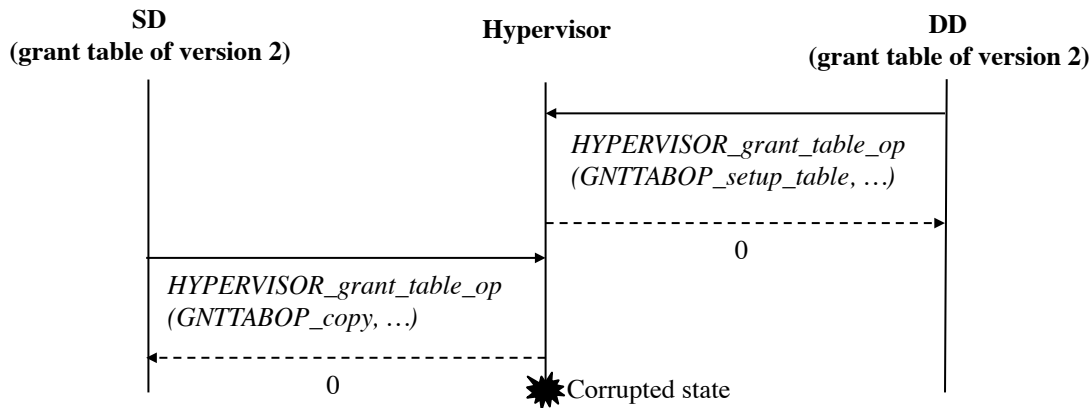 SD
(grant table of version 2)
Hypervisor
DD
(grant table of version 2)
HYPERVISOR_grant_table_op
(GNTTABOP_setup_table, …)
0
HYPERVISOR_grant_table_op
(GNTTABOP_copy, …)
0
Corrupted state